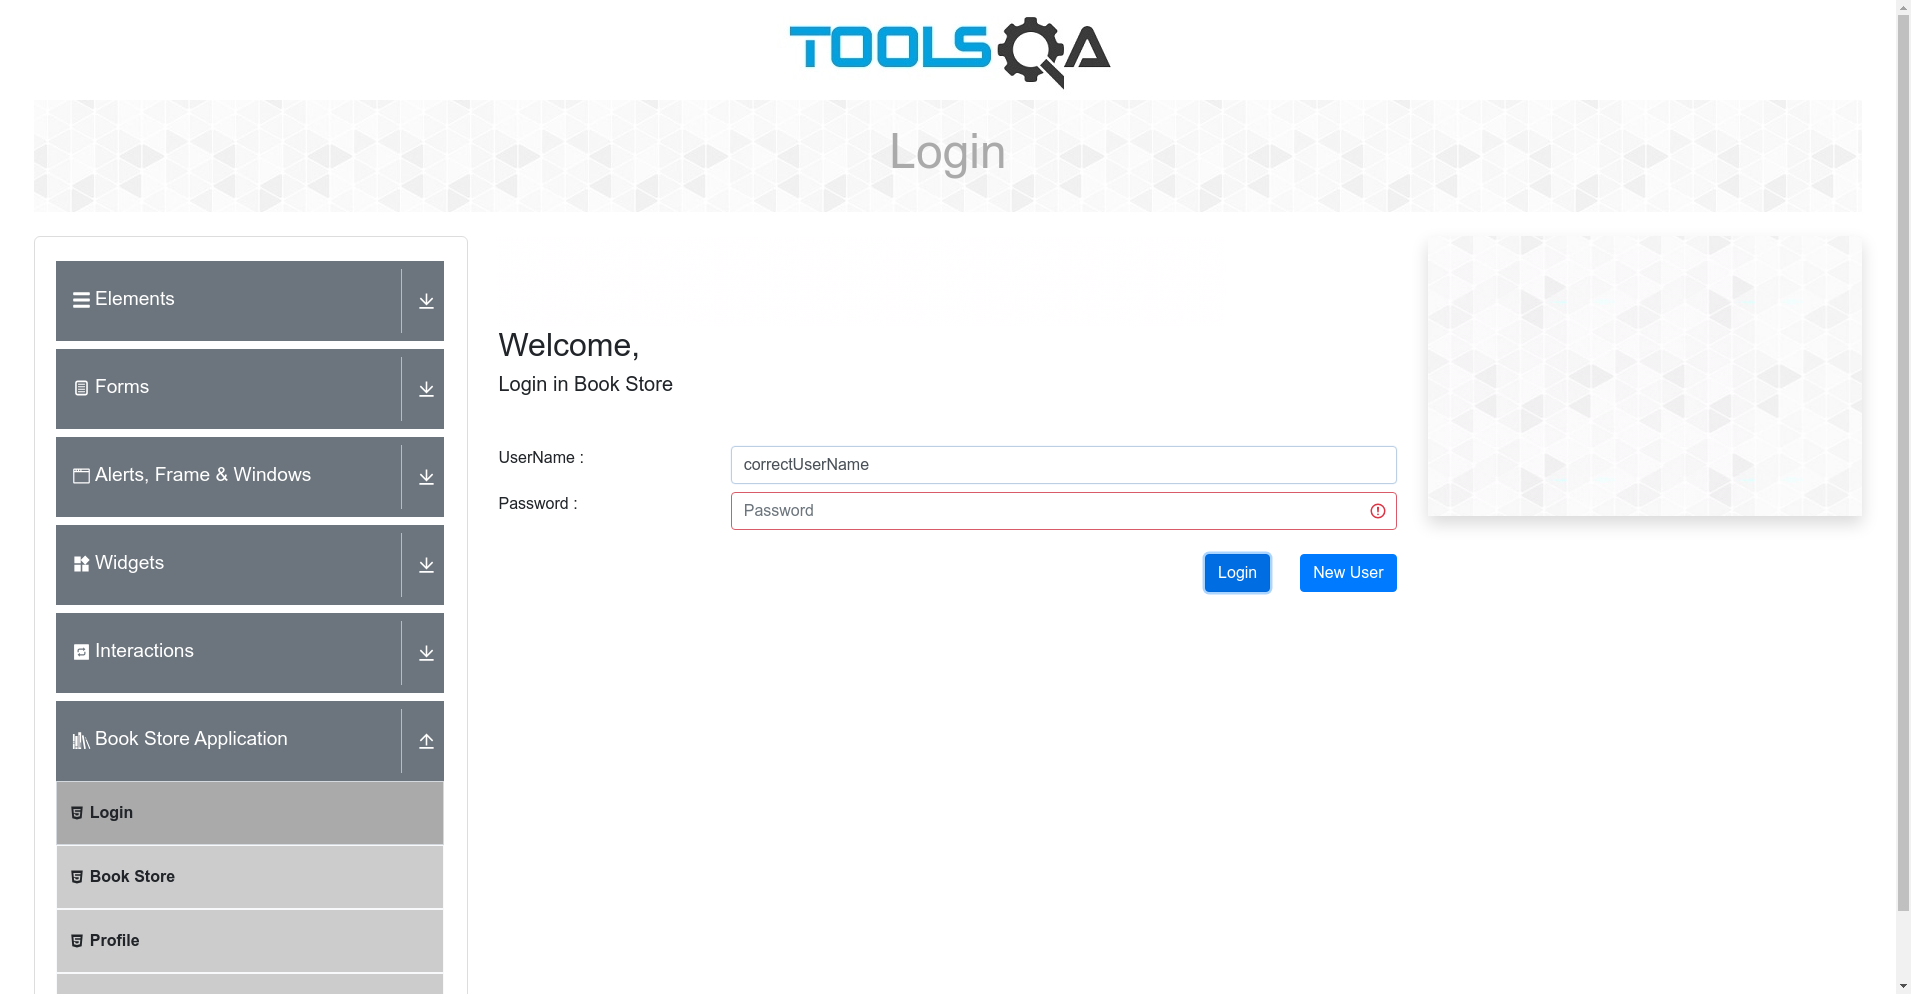 TOOLSQA
Login
Elements
Forms
Alerts, Frame & Windows
Widgets
Interactions
Book Store Application
Login
Book Store
Profile
Welcome,
Login in Book Store
UserName :
correctUserName
Password :
Password
Login
New User